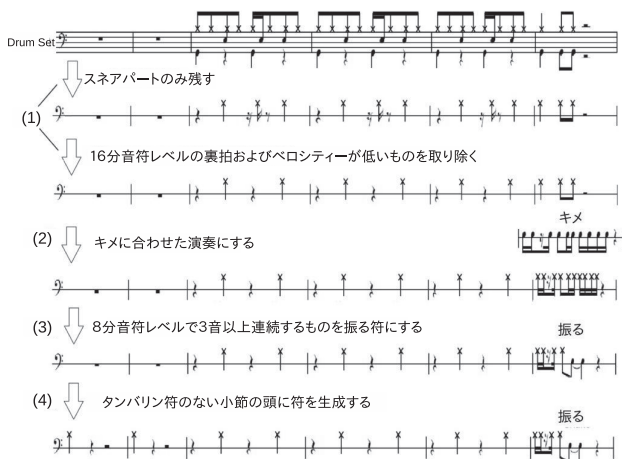 Drum Set
スネアパートのみ残す
(1)
16分音符レベルの裏拍およびベロシティーが低いものを取り除く
キメ
(2)
キメに合わせた演奏にする
(3)
8分音符レベルで3音以上連続するものを振る符にする
振る
(4)
タンバリン符のない小節の頭に符を生成する
振る